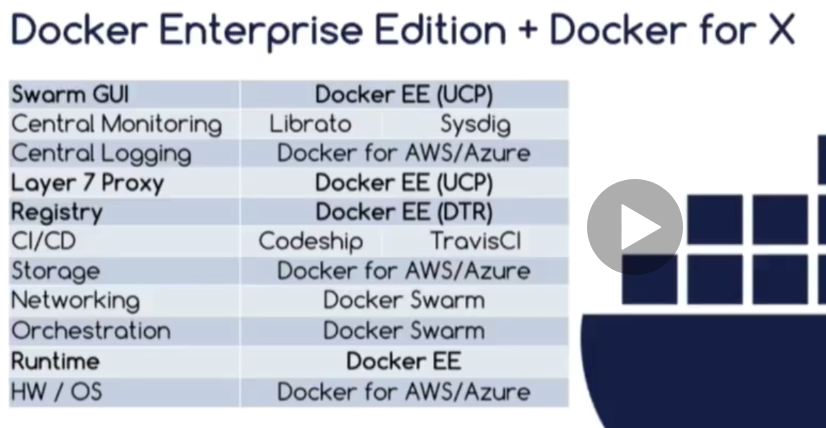 Docker Enterprise Edition + Docker for X
Swarm GUI Docker EE (UCP)
Central Monitoring Librato Sysdig
Central Logging Docker for AWS/Azure
Layer 7 Proxy Docker EE (UCP)
Registry Docker EE (DTR)
CI/CD Codeship TravisCI
Storage Docker for AWS/Azure
Networking Docker Swarm
Orchestration Docker Swarm
Runtime Docker EE
HW / OS Docker for AWS/Azure